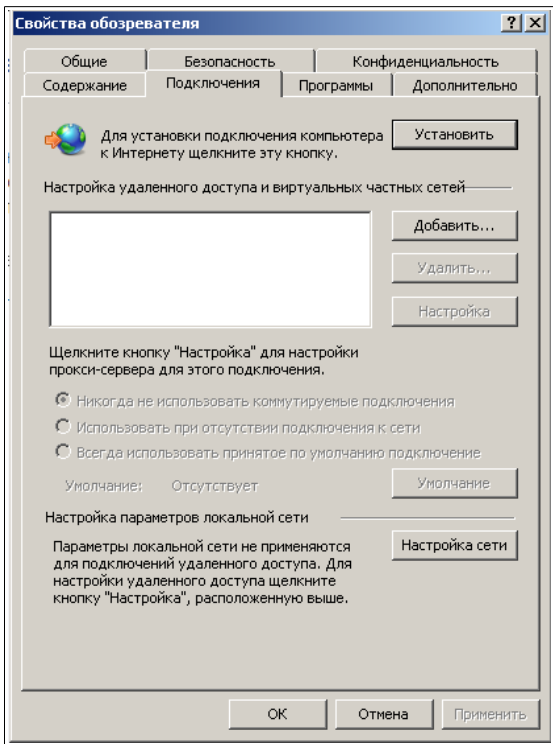 Свойства обозревателя
Общие Безопасность Конфиденциальность
Содержание Подключения Программы Дополнительно
Для установки подключения компьютера
к Интернету щелкните эту кнопку.
Установить
Настройка удаленного доступа и виртуальных частных сетей
Добавить...
Удалить...
Настройка
Щелкните кнопку "Настройка" для настройки
прокси-сервера для этого подключения.
Никогда не использовать коммутируемые подключения
Использовать при отсутствии подключения к сети
Всегда использовать принятое по умолчанию подключение
Умолчание: Отсутствует Умолчание
Настройка параметров локальной сети
Параметры локальной сети не применяются
для подключений удаленного доступа. Для
настройки удаленного доступа щелкните
кнопку "Настройка", расположенную выше.
Настройка сети
ОК Отмена Применить